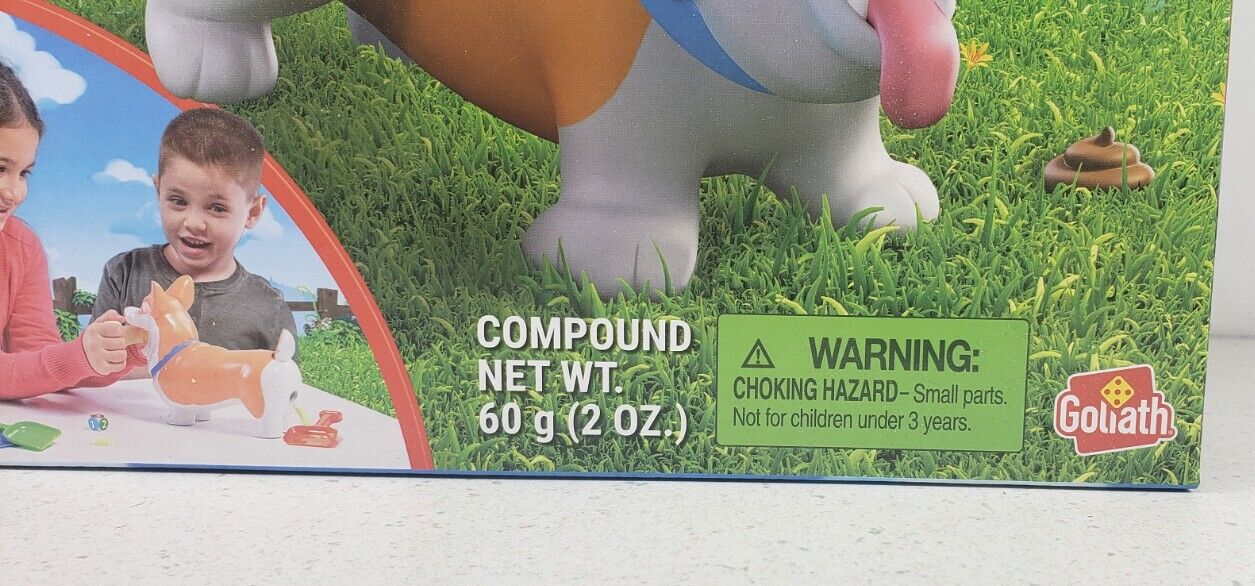 COMPOUND
NET WT.
60 g (2 OZ.)
WARNING:
CHOKING HAZARD– Small parts.
Not for children under 3 years.
Goliath®